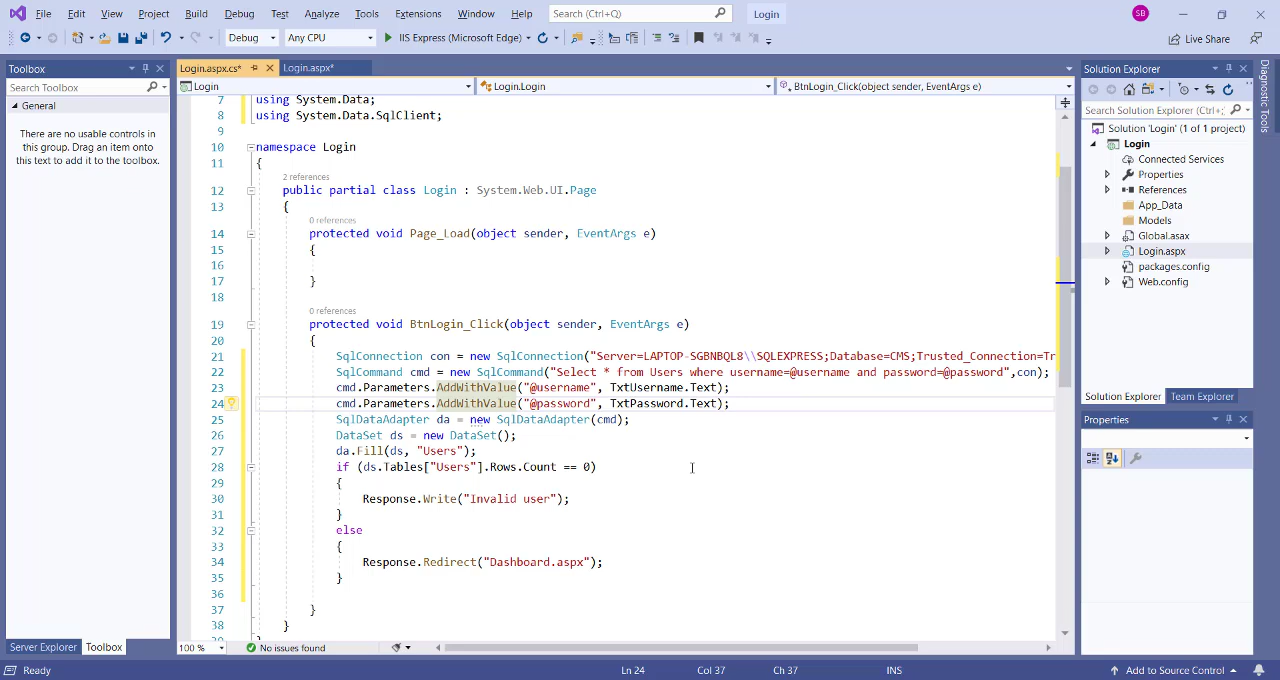 File Edit View Project Build Debug Test Analyze Tools Extensions Window Help Search (Ctrl+Q) Login SB
Debug Any CPU IIS Express (Microsoft Edge) Live Share
Toolbox
Search Toolbox
General
There are no usable controls in
this group. Drag an item onto
this text to add it to the toolbox.
Server Explorer Toolbox
Login.aspx.cs* Login.aspx*
Login Login.Login BtnLogin_Click(object sender, EventArgs e)
7 using System.Data;
8 using System.Data.SqlClient;
9
10 namespace Login
11 {
2 references
12 public partial class Login : System.Web.UI.Page
13 {
0 references
14 protected void Page_Load(object sender, EventArgs e)
15 {
16
17 }
18
0 references
19 protected void BtnLogin_Click(object sender, EventArgs e)
20 {
21 SqlConnection con = new SqlConnection("Server=LAPTOP-SGBNBQL8\\SQLEXPRESS;Database=CMS;Trusted_Connection=Tr
22 SqlCommand cmd = new SqlCommand("Select * from Users where username=@username and password=@password",con);
23 cmd.Parameters.AddWithValue("@username", TxtUsername.Text);
24 cmd.Parameters.AddWithValue("@password", TxtPassword.Text);
25 SqlDataAdapter da = new SqlDataAdapter(cmd);
26 DataSet ds = new DataSet();
27 da.Fill(ds, "Users");
28 if (ds.Tables["Users"].Rows.Count == 0)
29 {
30 Response.Write("Invalid user");
31 }
32 else
33 {
34 Response.Redirect("Dashboard.aspx");
35 }
36
37 }
38 }
39 }
100 % No issues found
Solution Explorer
Search Solution Explorer (Ctrl+;)
Solution 'Login' (1 of 1 project)
Login
Connected Services
Properties
References
App_Data
Models
Global.asax
Login.aspx
packages.config
Web.config
Solution Explorer Team Explorer
Properties
Diagnostic Tools
Ready Ln 24 Col 37 Ch 37 INS Add to Source Control